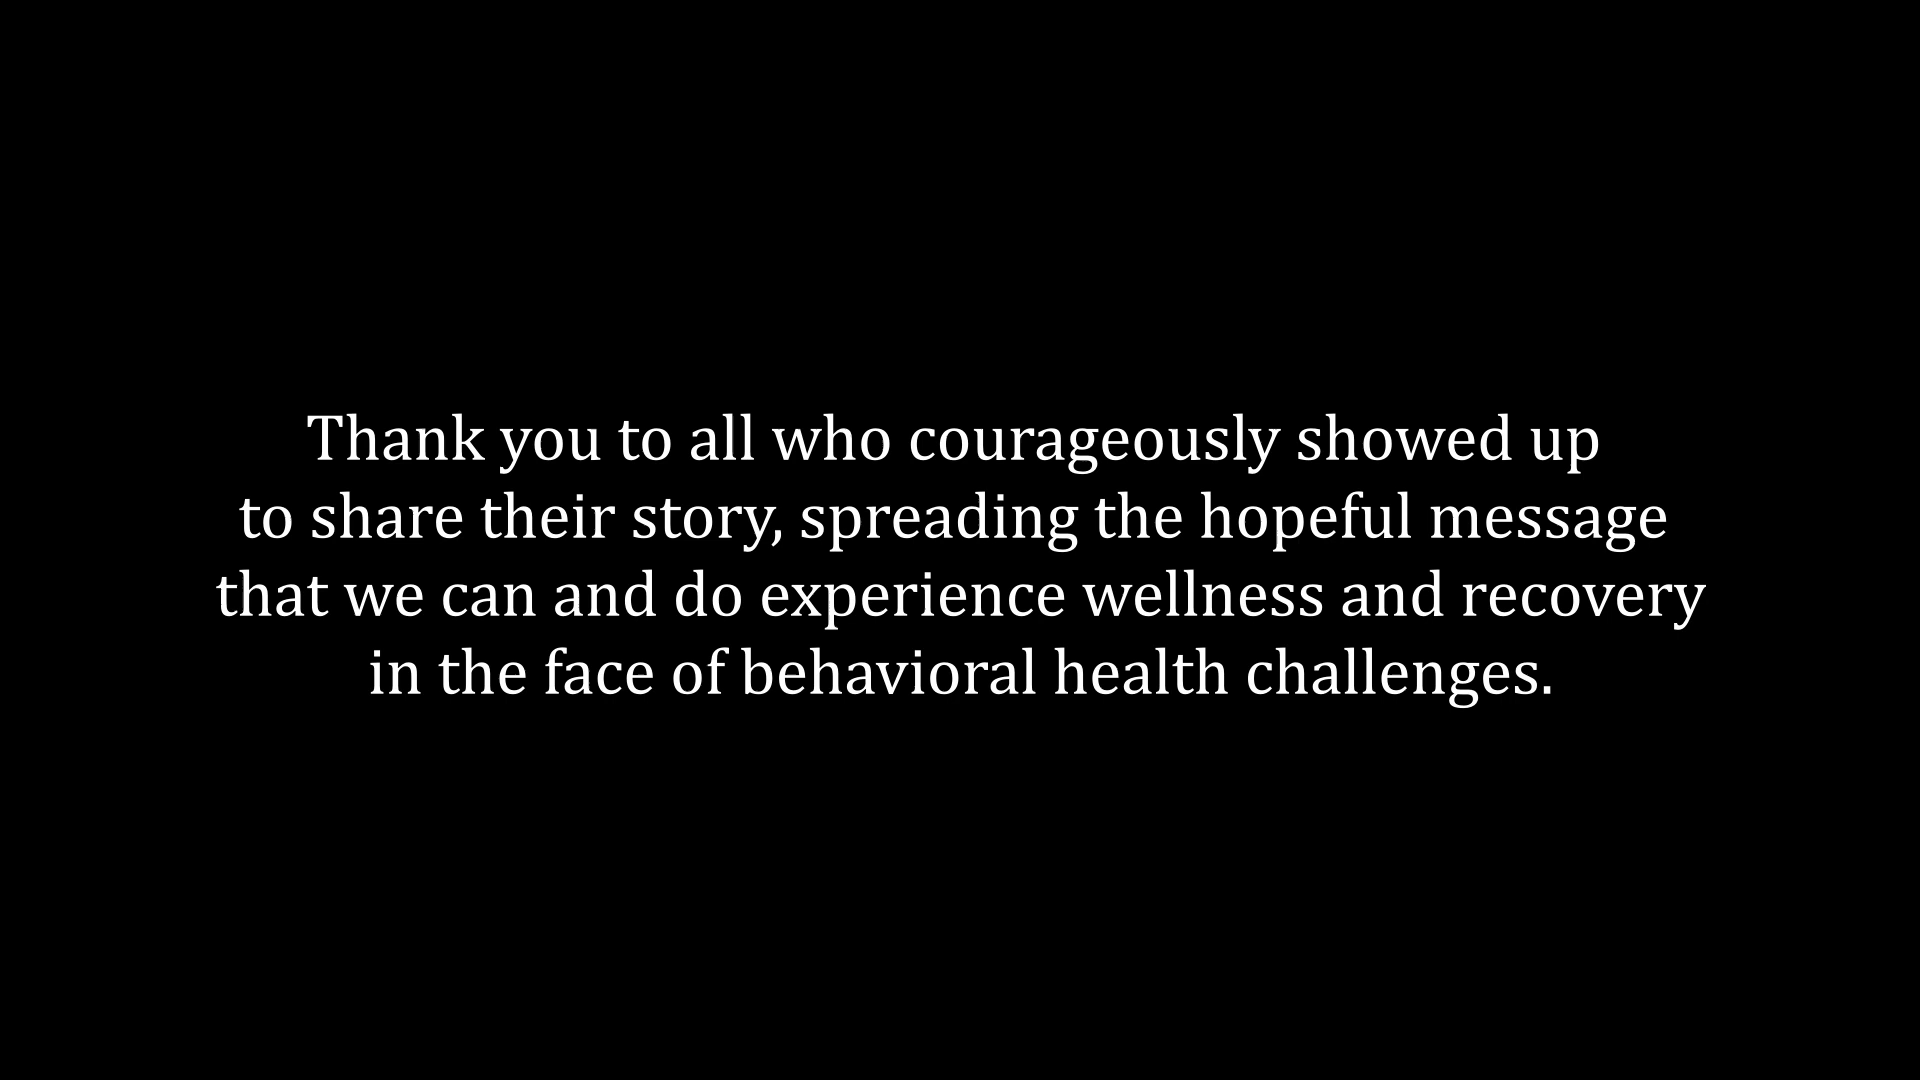 Thank you to all who courageously showed up
to share their story, spreading the hopeful message
that we can and do experience wellness and recovery
in the face of behavioral health challenges.